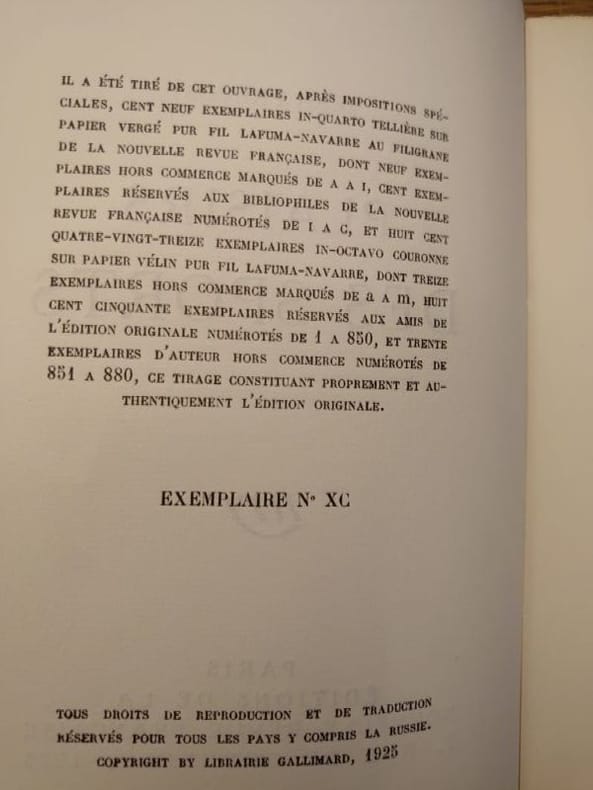 IL A ÉTÉ TIRÉ DE CET OUVRAGE, APRÈS IMPOSITIONS SPÉ-
CIALES, CENT NEUF EXEMPLAIRES IN-QUARTO TELLIÈRE SUR
PAPIER VERGÉ PUR FIL LAFUMA-NAVARRE AU FILIGRANE
DE LA NOUVELLE REVUE FRANÇAISE, DONT NEUF EXEM-
PLAIRES HORS COMMERCE MARQUÉS DE A A I, CENT EXEM-
PLAIRES RÉSERVÉS AUX BIBLIOPHILES DE LA NOUVELLE
REVUE FRANÇAISE NUMÉROTÉS DE I A C, ET HUIT CENT
QUATRE-VINGT-TREIZE EXEMPLAIRES IN-OCTAVO COURONNE
SUR PAPIER VÉLIN PUR FIL LAFUMA-NAVARRE, DONT TREIZE
EXEMPLAIRES HORS COMMERCE MARQUÉS DE a A m, HUIT
CENT CINQUANTE EXEMPLAIRES RÉSERVÉS AUX AMIS DE
L'ÉDITION ORIGINALE NUMÉROTÉS DE 1 A 850, ET TRENTE
EXEMPLAIRES D'AUTEUR HORS COMMERCE NUMÉROTÉS DE
851 A 880, CE TIRAGE CONSTITUANT PROPREMENT ET AU-
THENTIQUEMENT L'ÉDITION ORIGINALE.
EXEMPLAIRE N° XC
TOUS DROITS DE REPRODUCTION ET DE TRADUCTION
RÉSERVÉS POUR TOUS LES PAYS Y COMPRIS LA RUSSIE.
COPYRIGHT BY LIBRAIRIE GALLIMARD, 1925